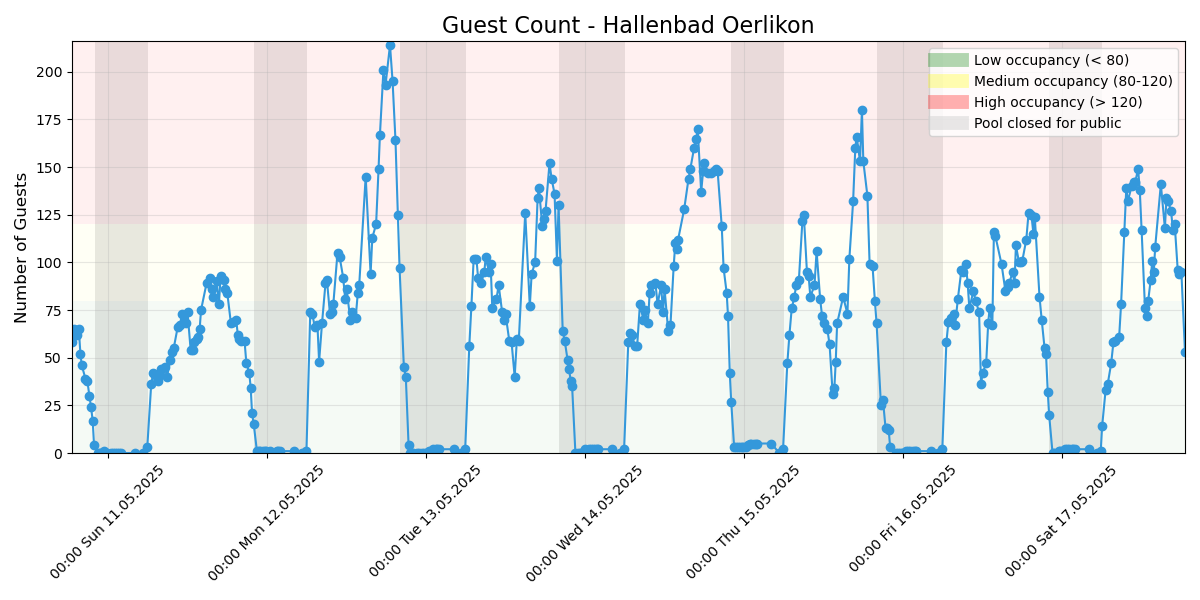 Guest Count - Hallenbad Oerlikon
Number of Guests
200
175
150
125
100
75
50
25
0
Low occupancy (< 80)
Medium occupancy (80-120)
High occupancy (> 120)
Pool closed for public
00:00 Sun 11.05.2025
00:00 Mon 12.05.2025
00:00 Tue 13.05.2025
00:00 Wed 14.05.2025
00:00 Thu 15.05.2025
00:00 Fri 16.05.2025
00:00 Sat 17.05.2025